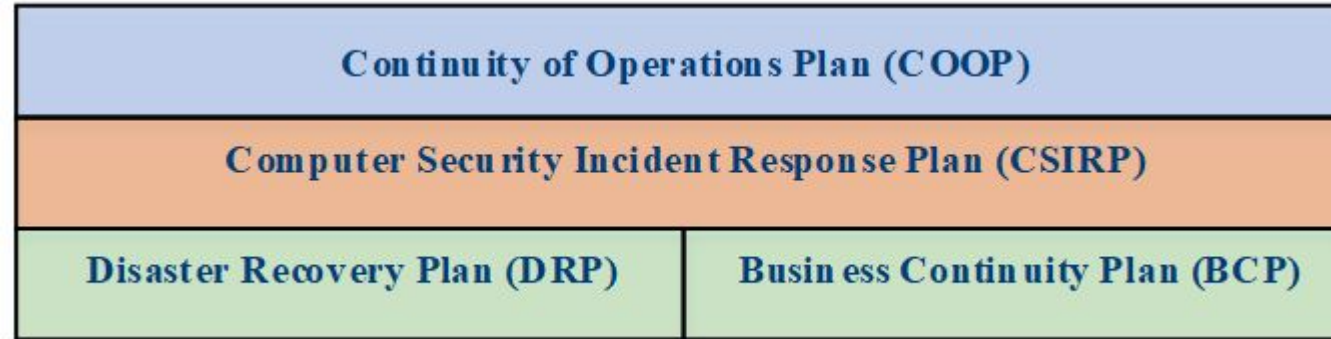 Continuity of Operations Plan (COOP)
Computer Security Incident Response Plan (CSIRP)
Disaster Recovery Plan (DRP)
Business Continuity Plan (BCP)